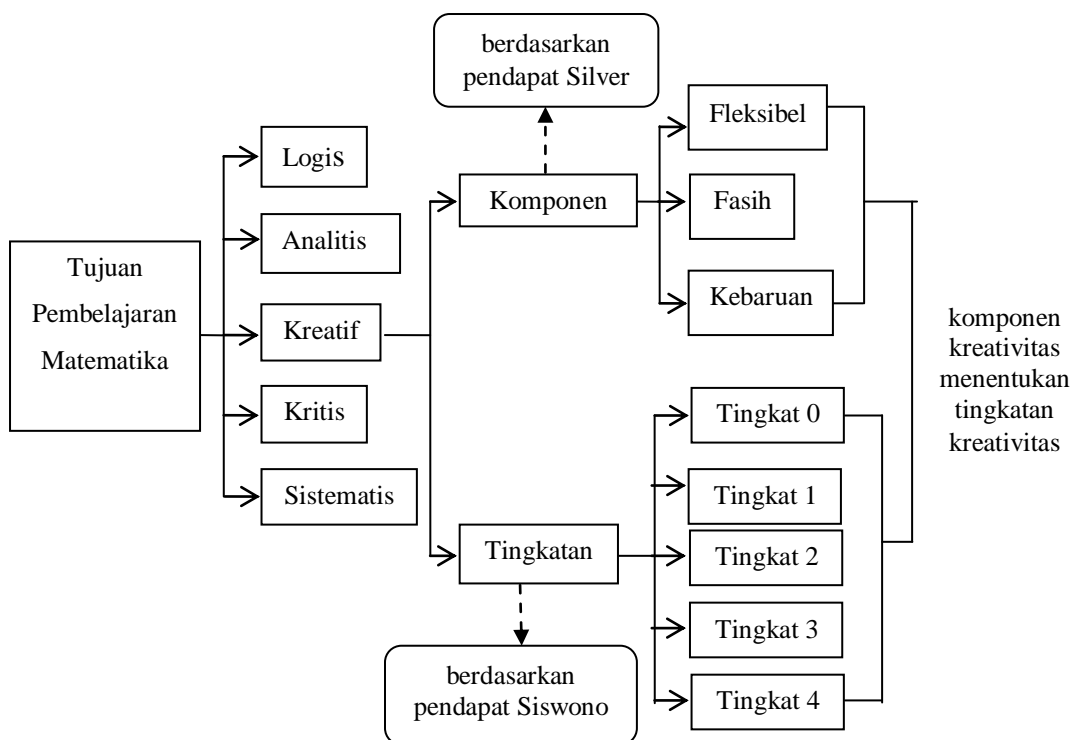 berdasarkan
pendapat Silver
Tujuan
Pembelajaran
Matematika
Logis
Analitis
Kreatif
Kritis
Sistematis
Komponen
Tingkatan
berdasarkan
pendapat Siswono
Fleksibel
Fasih
Kebaruan
Tingkat 0
Tingkat 1
Tingkat 2
Tingkat 3
Tingkat 4
komponen
kreativitas
menentukan
tingkatan
kreativitas